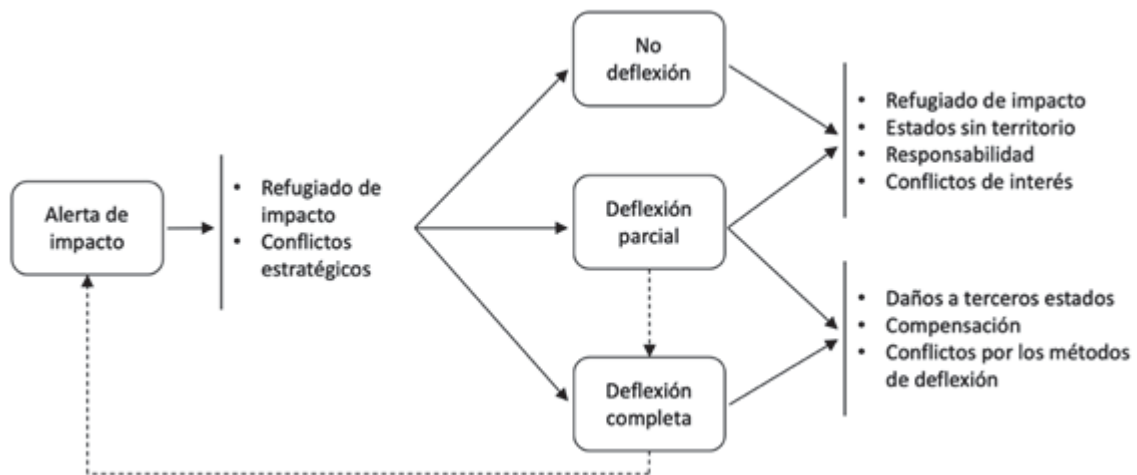 Alerta de
impacto
• Refugiado de
impacto
• Conflictos
estratégicos
No
deflexión
Deflexión
parcial
Deflexión
completa
• Refugiado de impacto
• Estados sin territorio
• Responsabilidad
• Conflictos de interés
• Daños a terceros estados
• Compensación
• Conflictos por los métodos
de deflexión